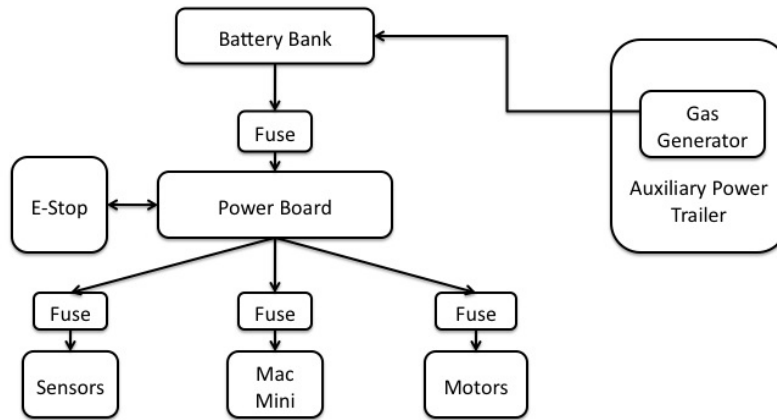 Battery Bank
Gas
Generator
Auxiliary Power
Trailer
Fuse
E-Stop
Power Board
Fuse
Fuse
Fuse
Sensors
Mac
Mini
Motors